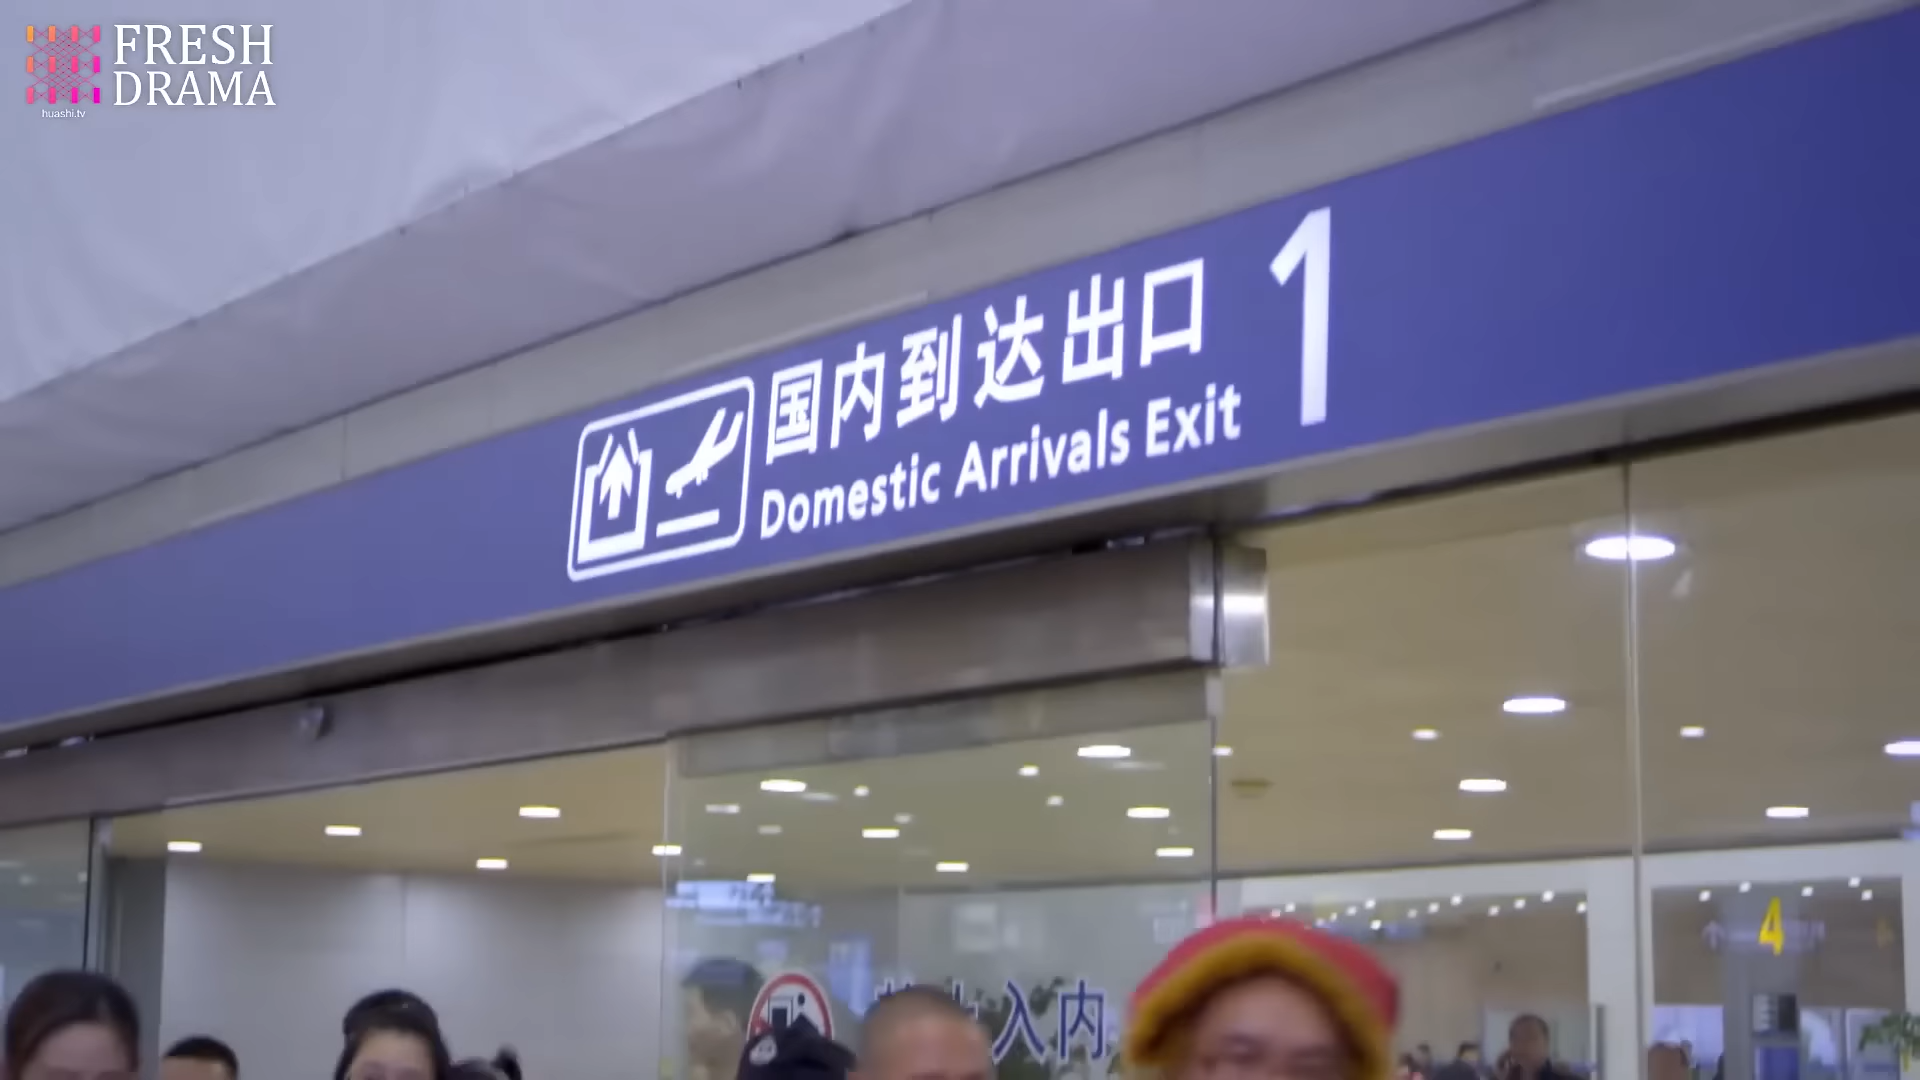 FRESH
DRAMA
huashi.tv
国内到达出口 1
Domestic Arrivals Exit
4
入内